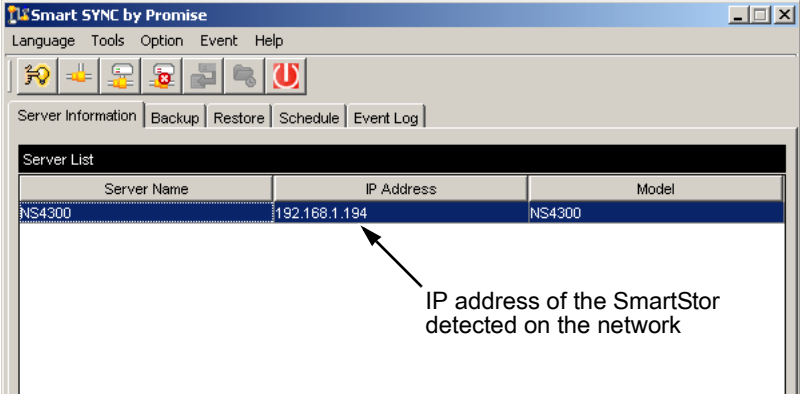 Smart SYNC by Promise
Language Tools Option Event Help
Server Information Backup Restore Schedule Event Log
Server List
Server Name IP Address Model
NS4300 192.168.1.194 NS4300
IP address of the SmartStor
detected on the network